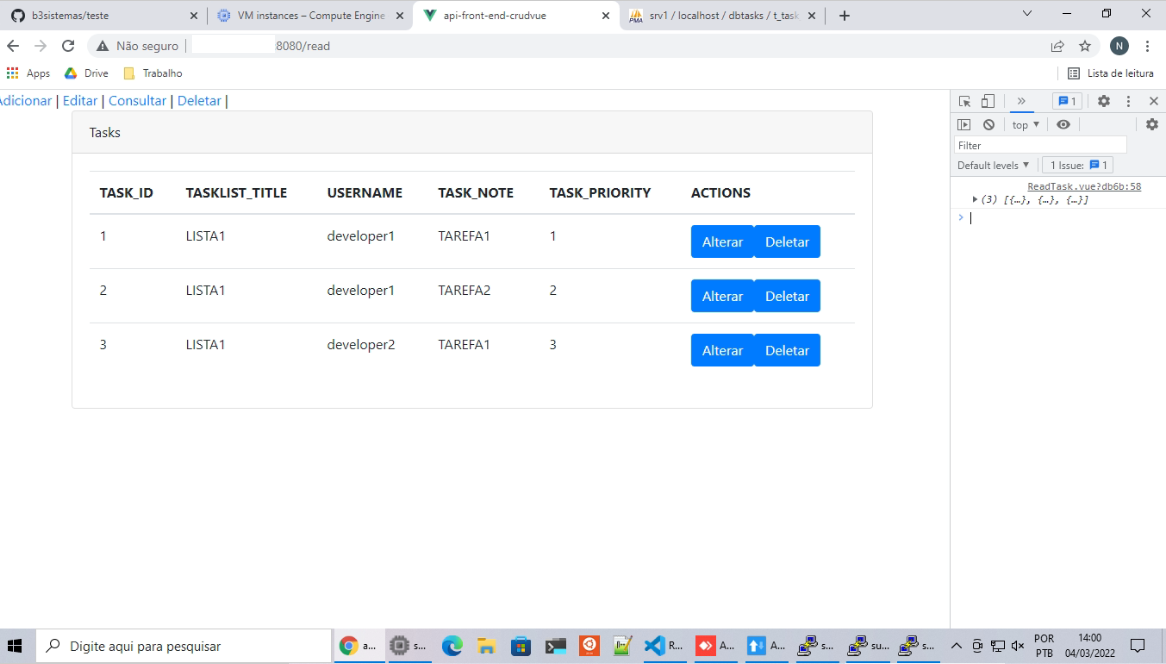 b3sistemas/teste
VM instances – Compute Engine
api-front-end-crudvue
srv1 / localhost / dbtasks / t_task
Não seguro
8080/read
N
Apps
Drive
Trabalho
Lista de leitura
Adicionar | Editar | Consultar | Deletar |
Tasks
TASK_ID TASKLIST_TITLE USERNAME TASK_NOTE TASK_PRIORITY ACTIONS
1 LISTA1 developer1 TAREFA1 1 Alterar Deletar
2 LISTA1 developer1 TAREFA2 2 Alterar Deletar
3 LISTA1 developer2 TAREFA1 3 Alterar Deletar
1
top
Filter
Default levels
1 Issue: 1
ReadTask.vue?db6b:58
(3) [{…}, {…}, {…}]
Digite aqui para pesquisar
a...
s...
R...
A...
A...
s...
su...
s...
POR
PTB
14:00
04/03/2022